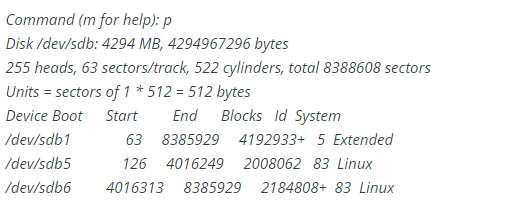 Command (m for help): p
Disk /dev/sdb: 4294 MB, 4294967296 bytes
255 heads, 63 sectors/track, 522 cylinders, total 8388608 sectors
Units = sectors of 1 * 512 = 512 bytes
Device Boot Start End Blocks Id System
/dev/sdb1 63 8385929 4192933+ 5 Extended
/dev/sdb5 126 4016249 2008062 83 Linux
/dev/sdb6 4016313 8385929 2184808+ 83 Linux